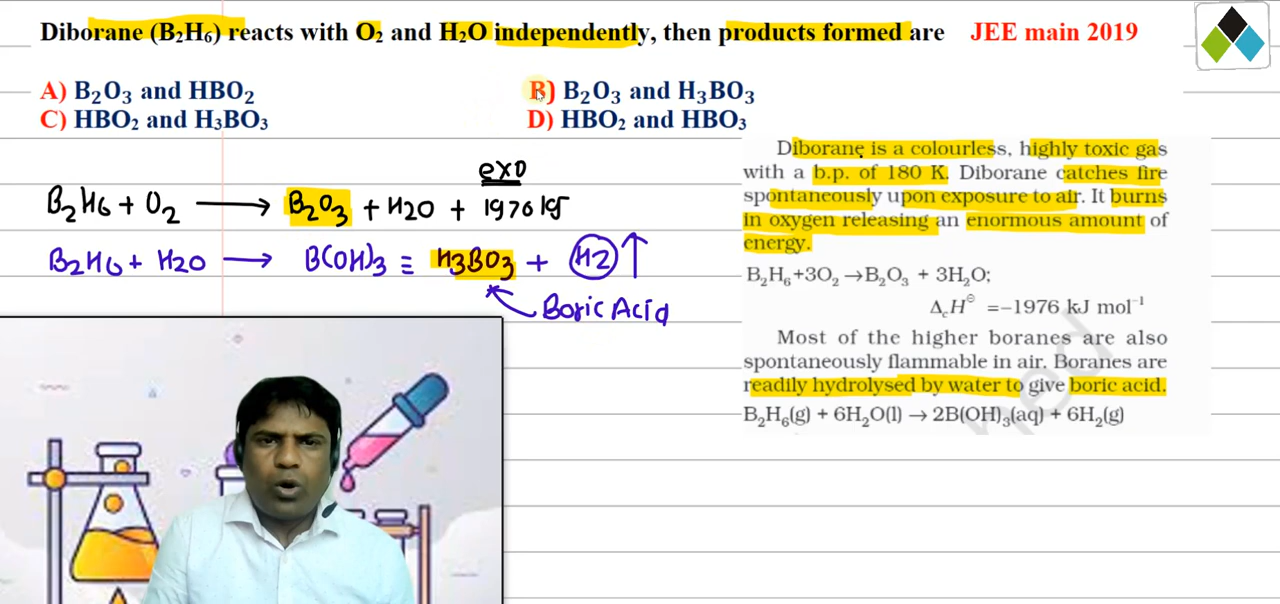 Diborane (B₂H₆) reacts with O₂ and H₂O independently, then products formed are JEE main 2019
A) B₂O₃ and HBO₂ B) B₂O₃ and H₃BO₃
C) HBO₂ and H₃BO₃ D) HBO₂ and HBO₃
exo
B₂H₆ + O₂ ⟶ B₂O₃ + H₂O + 1976 kJ
B₂H₆ + H₂O ⟶ B(OH)₃ ≡ H₃BO₃ + H₂ ↑
Boric Acid
Diborane is a colourless, highly toxic gas
with a b.p. of 180 K. Diborane catches fire
spontaneously upon exposure to air. It burns
in oxygen releasing an enormous amount of
energy.
B₂H₆+3O₂ →B₂O₃ + 3H₂O;
Δ꜀H⊖ =−1976 kJ mol⁻¹
Most of the higher boranes are also
spontaneously flammable in air. Boranes are
readily hydrolysed by water to give boric acid.
B₂H₆(g) + 6H₂O(l) → 2B(OH)₃(aq) + 6H₂(g)